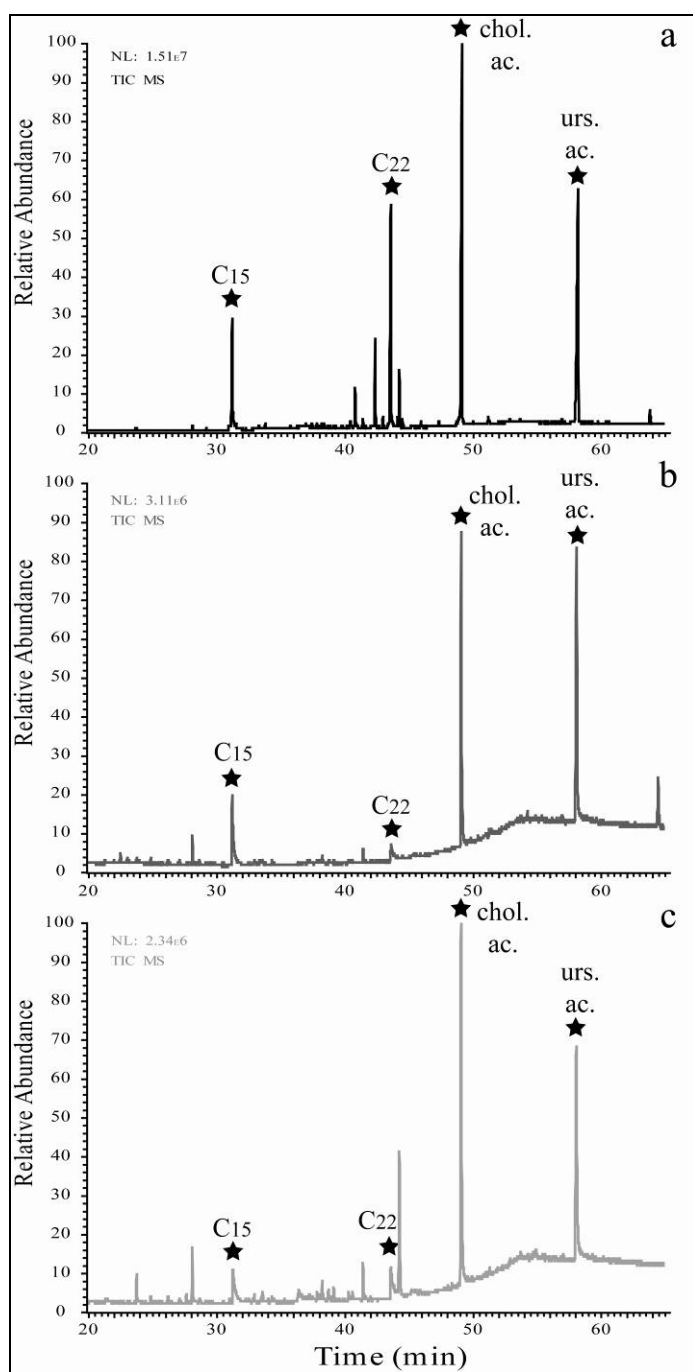 a
NL: 1.51E7
TIC MS
chol.
ac.
urs.
ac.
C22
C15
Relative Abundance
100
90
80
70
60
50
40
30
20
10
0
20 30 40 50 60
b
NL: 3.11E6
TIC MS
chol.
ac.
urs.
ac.
C15
C22
Relative Abundance
100
90
80
70
60
50
40
30
20
10
0
20 30 40 50 60
c
NL: 2.34E6
TIC MS
chol.
ac.
urs.
ac.
C15
C22
Relative Abundance
100
90
80
70
60
50
40
30
20
10
0
20 30 40 50 60
Time (min)